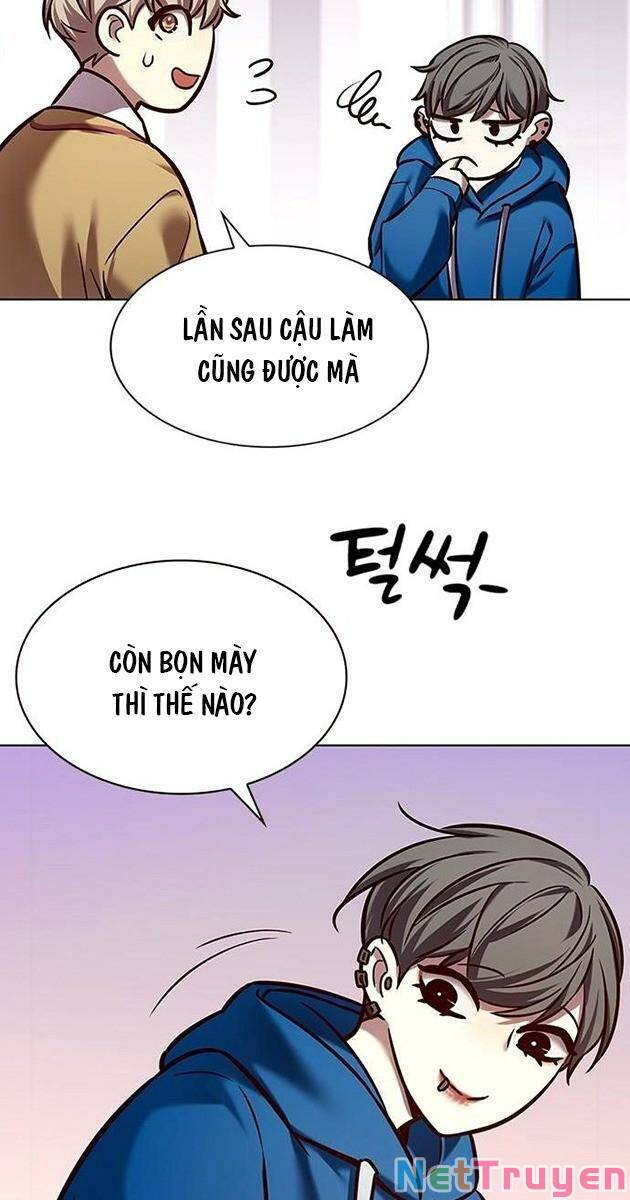 LẦN SAU CẬU LÀM
CŨNG ĐƯỢC MÀ
털썩
CÒN BỌN MÀY
THÌ THẾ NÀO?
NetTruyen